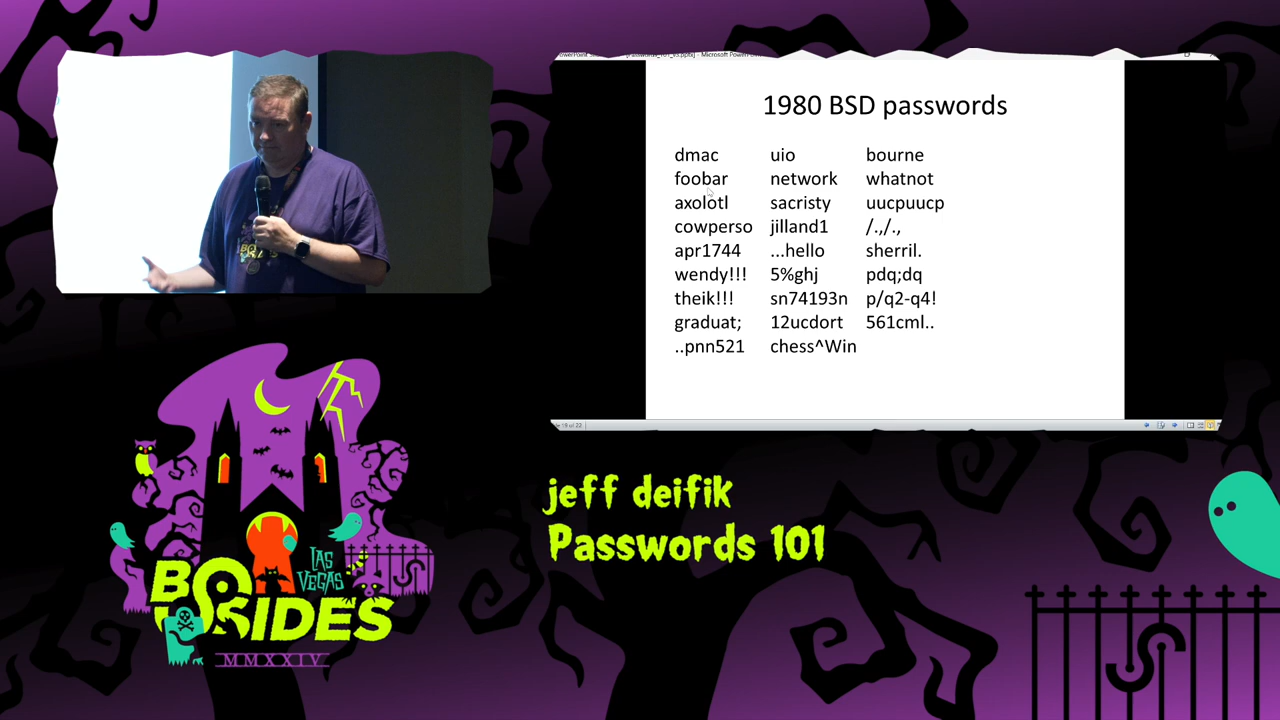 1980 BSD passwords
dmac uio bourne
foobar network whatnot
axolotl sacristy uucpuucp
cowperso jilland1 /.,/.,
apr1744 ...hello sherril.
wendy!!! 5%ghj pdq;dq
theik!!! sn74193n p/q2-q4!
graduat; 12ucdort 561cml..
..pnn521 chess^Win
jeff deifik
Passwords 101
LAS
VEGAS
BSIDES
MMXXIV